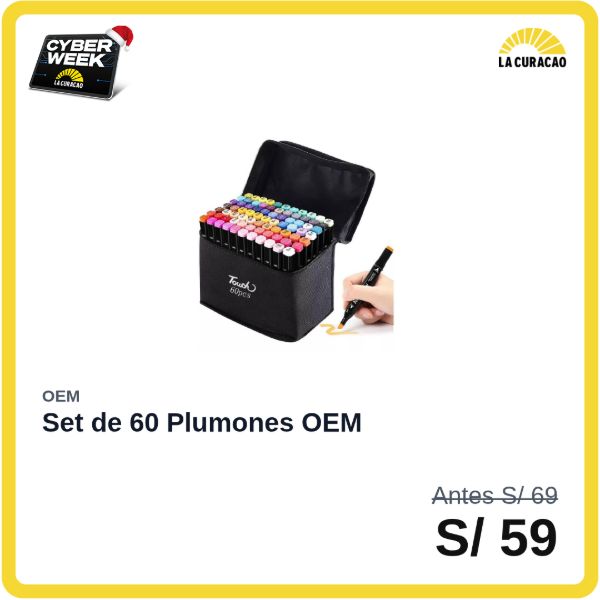 CYBER
WEEK
LA CURACAO
LA CURACAO
Touch
60pcs
OEM
Set de 60 Plumones OEM
Antes S/ 69
S/ 59